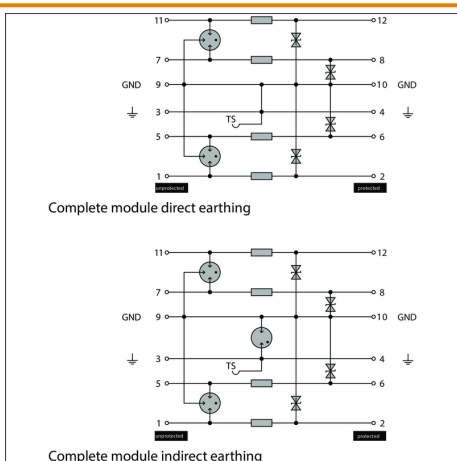 11 12
7 8
GND 9 10 GND
3 4
TS
5 6
1 2
unprotected protected
Complete module direct earthing
11 12
7 8
GND 9 10 GND
3 4
TS
5 6
1 2
unprotected protected
Complete module indirect earthing